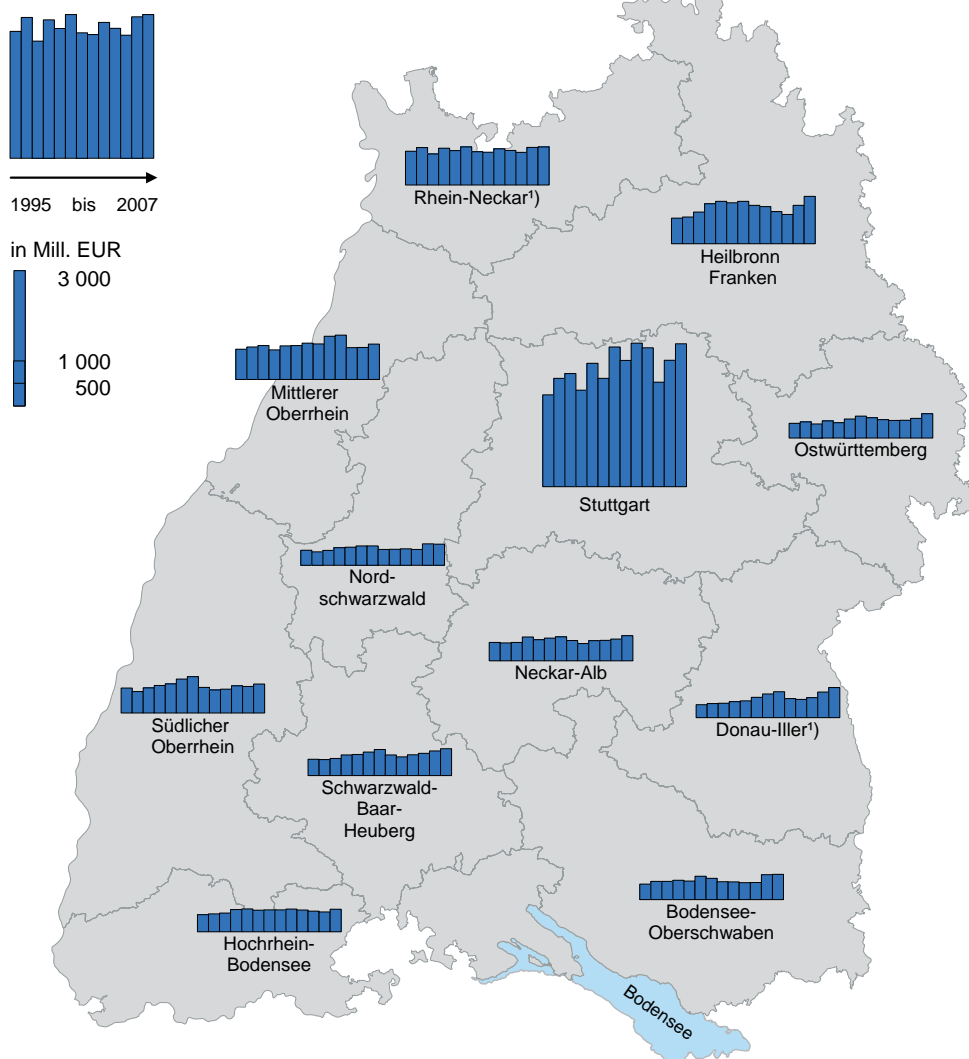 1995 bis 2007
in Mill. EUR
3 000
1 000
500
Rhein-Neckar¹)
Heilbronn
Franken
Mittlerer
Oberrhein
Stuttgart
Ostwürttemberg
Nord-
schwarzwald
Neckar-Alb
Südlicher
Oberrhein
Donau-Iller¹)
Schwarzwald-
Baar-
Heuberg
Bodensee-
Oberschwaben
Hochrhein-
Bodensee
Bodensee